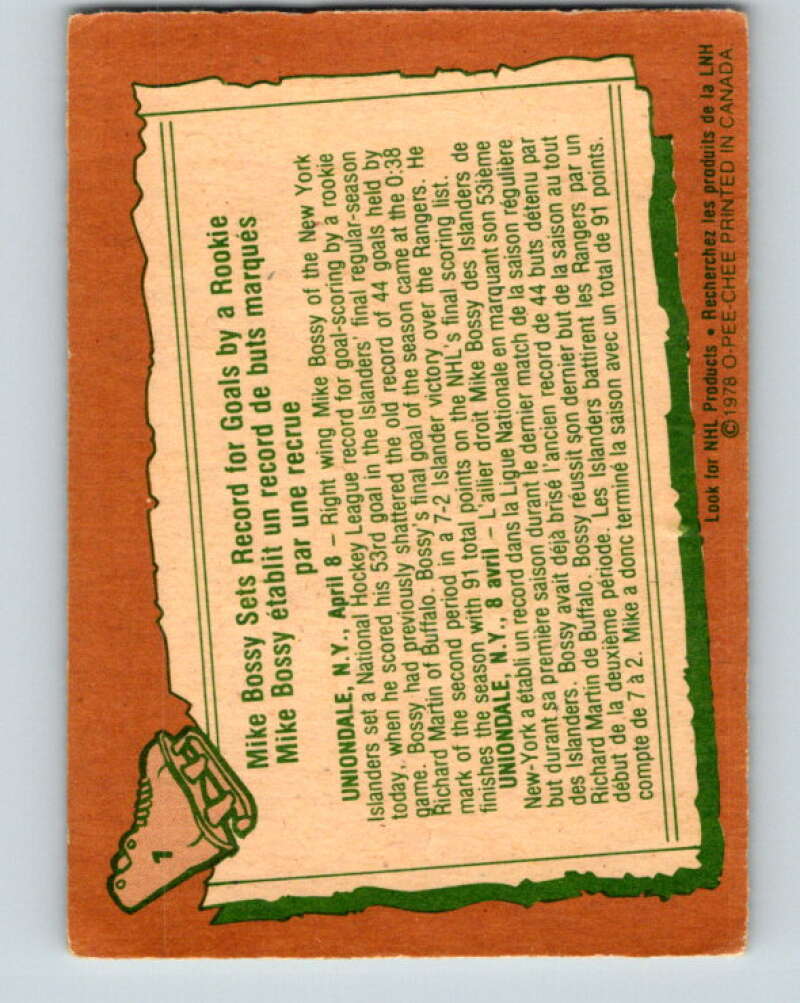 1
Mike Bossy Sets Record for Goals by a Rookie
Mike Bossy établit un record de buts marqués
par une recrue
UNIONDALE, N.Y., April 8 – Right wing Mike Bossy of the New York
Islanders set a National Hockey League record for goal-scoring by a rookie
today, when he scored his 53rd goal in the Islanders' final regular-season
game. Bossy had previously shattered the old record of 44 goals held by
Richard Martin of Buffalo. Bossy's final goal of the season came at the 0:38
mark of the second period in a 7-2 Islander victory over the Rangers. He
finishes the season with 91 total points on the NHL's final scoring list.
UNIONDALE, N.Y., 8 avril – L'ailier droit Mike Bossy des Islanders de
New-York a établi un record dans la Ligue Nationale en marquant son 53ième
but durant sa première saison durant le dernier match de la saison régulière
des Islanders. Bossy avait déjà brisé l'ancien record de 44 buts détenu par
Richard Martin de Buffalo. Bossy réussit son dernier but de la saison au tout
début de la deuxième période. Les Islanders battirent les Rangers par un
compte de 7 à 2. Mike a donc terminé la saison avec un total de 91 points.
Look for NHL Products • Recherchez les produits de la LNH
©1978 O-PEE-CHEE PRINTED IN CANADA.